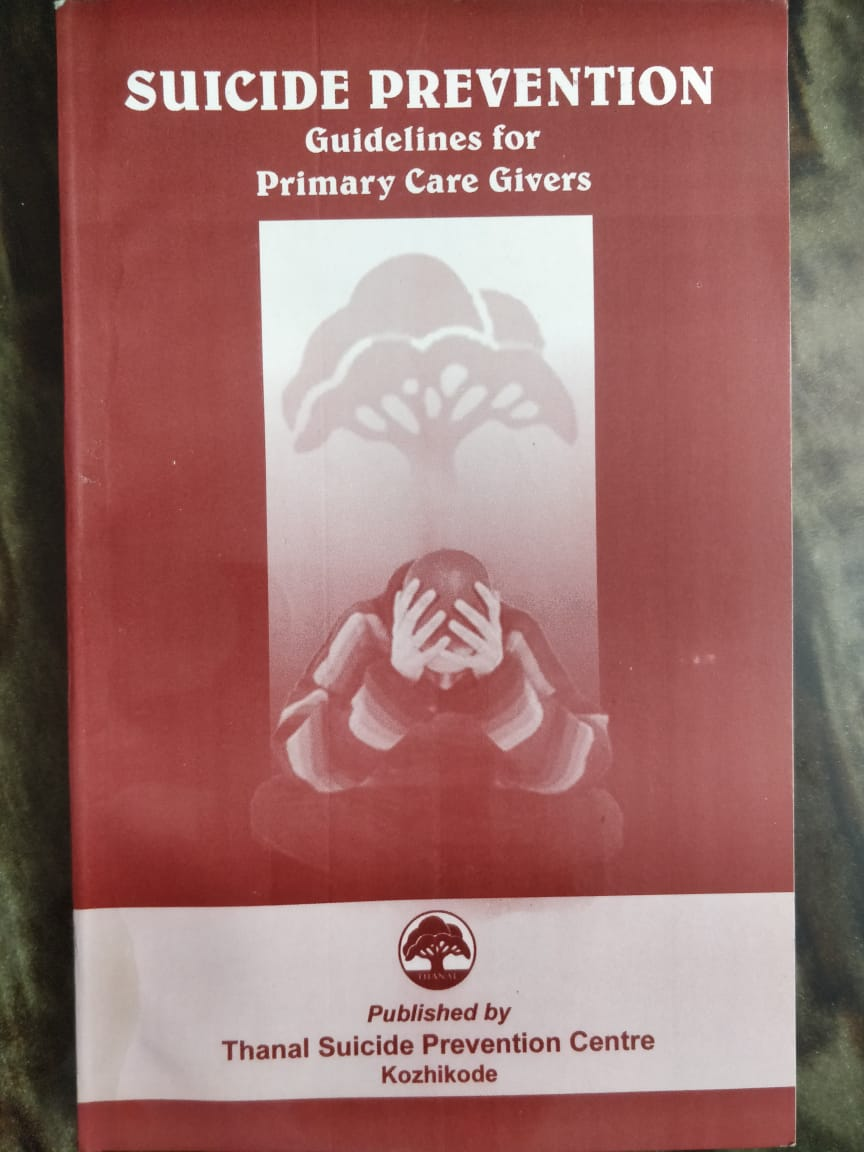 SUICIDE PREVENTION
Guidelines for
Primary Care Givers
THANAL
Published by
Thanal Suicide Prevention Centre
Kozhikode